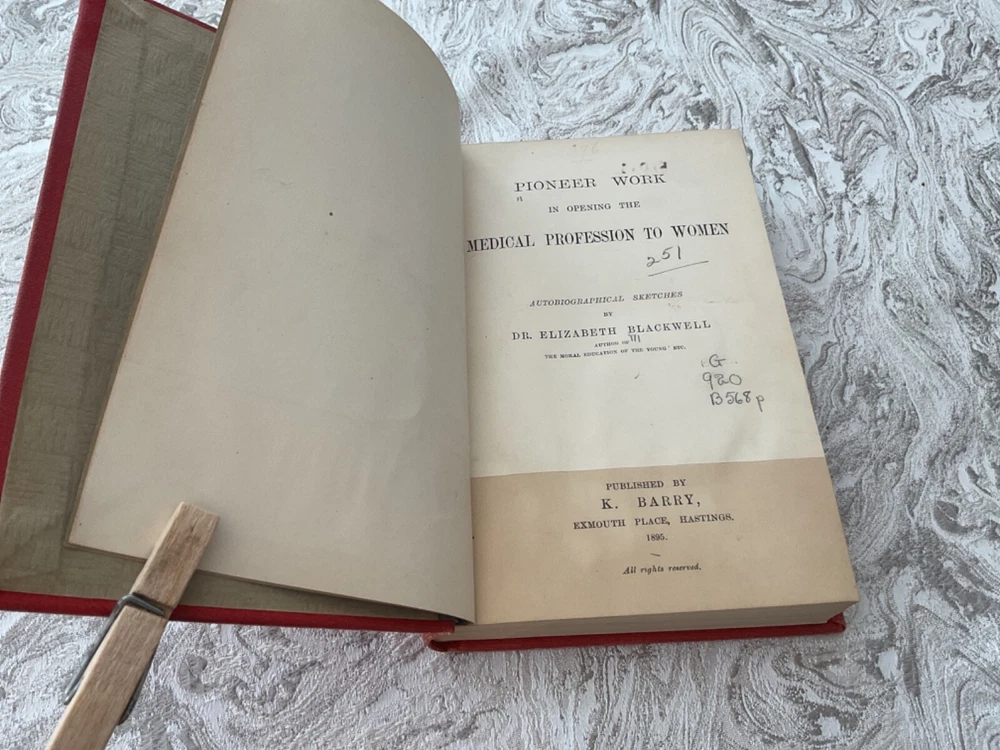 PIONEER WORK
IN OPENING THE
MEDICAL PROFESSION TO WOMEN
251
AUTOBIOGRAPHICAL SKETCHES
BY
DR. ELIZABETH BLACKWELL
AUTHOR OF
THE MORAL EDUCATION OF THE YOUNG' ETC.
G
920
B568p
PUBLISHED BY
K. BARRY,
EXMOUTH PLACE, HASTINGS.
1895.
All rights reserved.